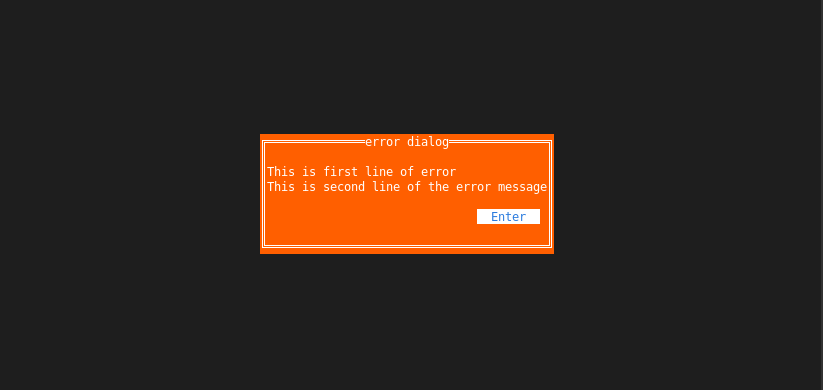 error dialog
This is first line of error
This is second line of the error message
Enter